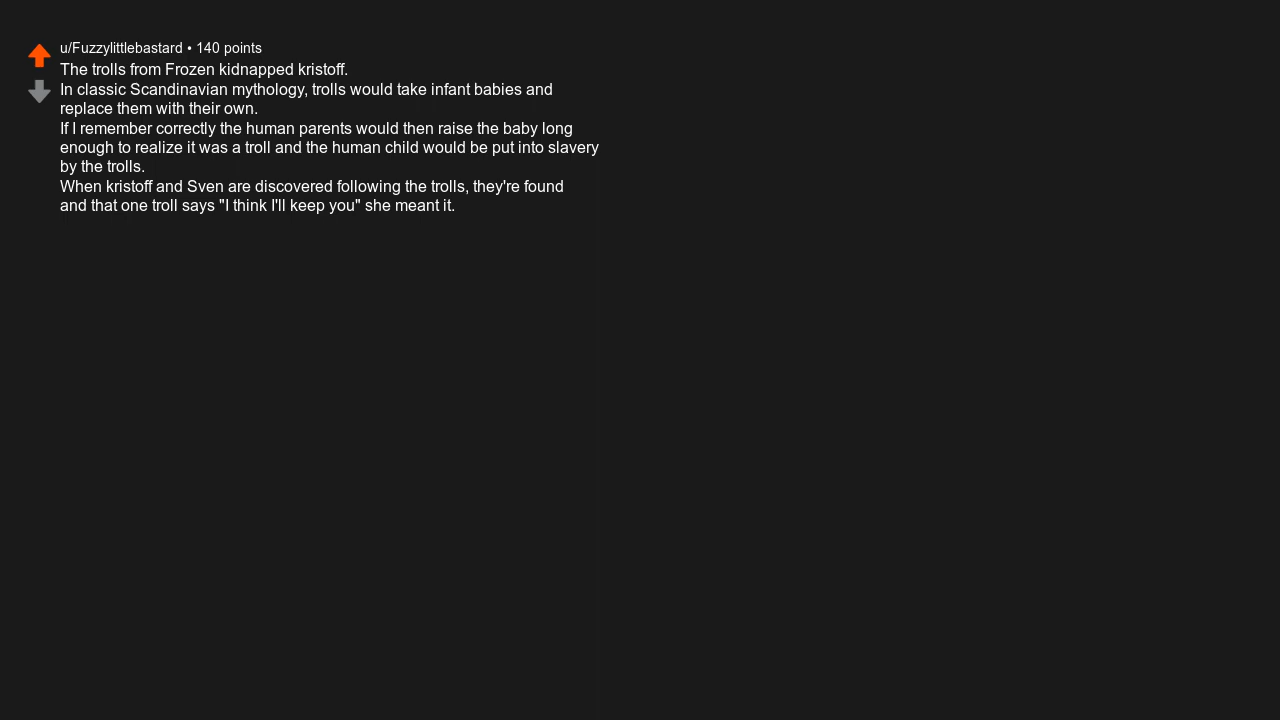 u/Fuzzylittlebastard • 140 points
The trolls from Frozen kidnapped kristoff.
In classic Scandinavian mythology, trolls would take infant babies and
replace them with their own.
If I remember correctly the human parents would then raise the baby long
enough to realize it was a troll and the human child would be put into slavery
by the trolls.
When kristoff and Sven are discovered following the trolls, they're found
and that one troll says "I think I'll keep you" she meant it.